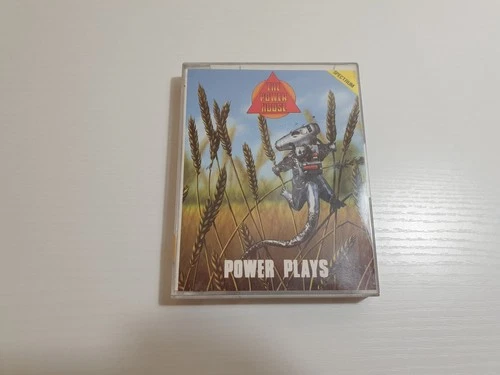 THE
POWER
HOUSE
SPECTRUM
POWER PLAYS